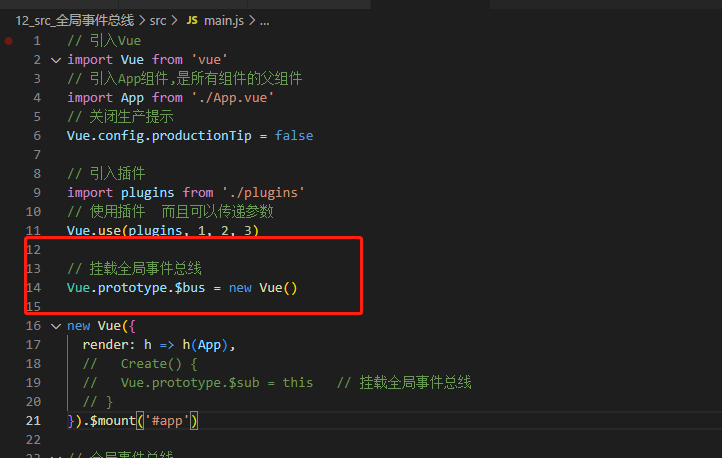 12_src_全局事件总线 > src > JS main.js > ...
1 // 引入Vue
2 import Vue from 'vue'
3 // 引入App组件,是所有组件的父组件
4 import App from './App.vue'
5 // 关闭生产提示
6 Vue.config.productionTip = false
7
8 // 引入插件
9 import plugins from './plugins'
10 // 使用插件 而且可以传递参数
11 Vue.use(plugins, 1, 2, 3)
12
13 // 挂载全局事件总线
14 Vue.prototype.$bus = new Vue()
15
16 new Vue({
17 render: h => h(App),
18 // Create() {
19 // Vue.prototype.$sub = this // 挂载全局事件总线
20 // }
21 }).$mount('#app')
22
// 全局事件总线